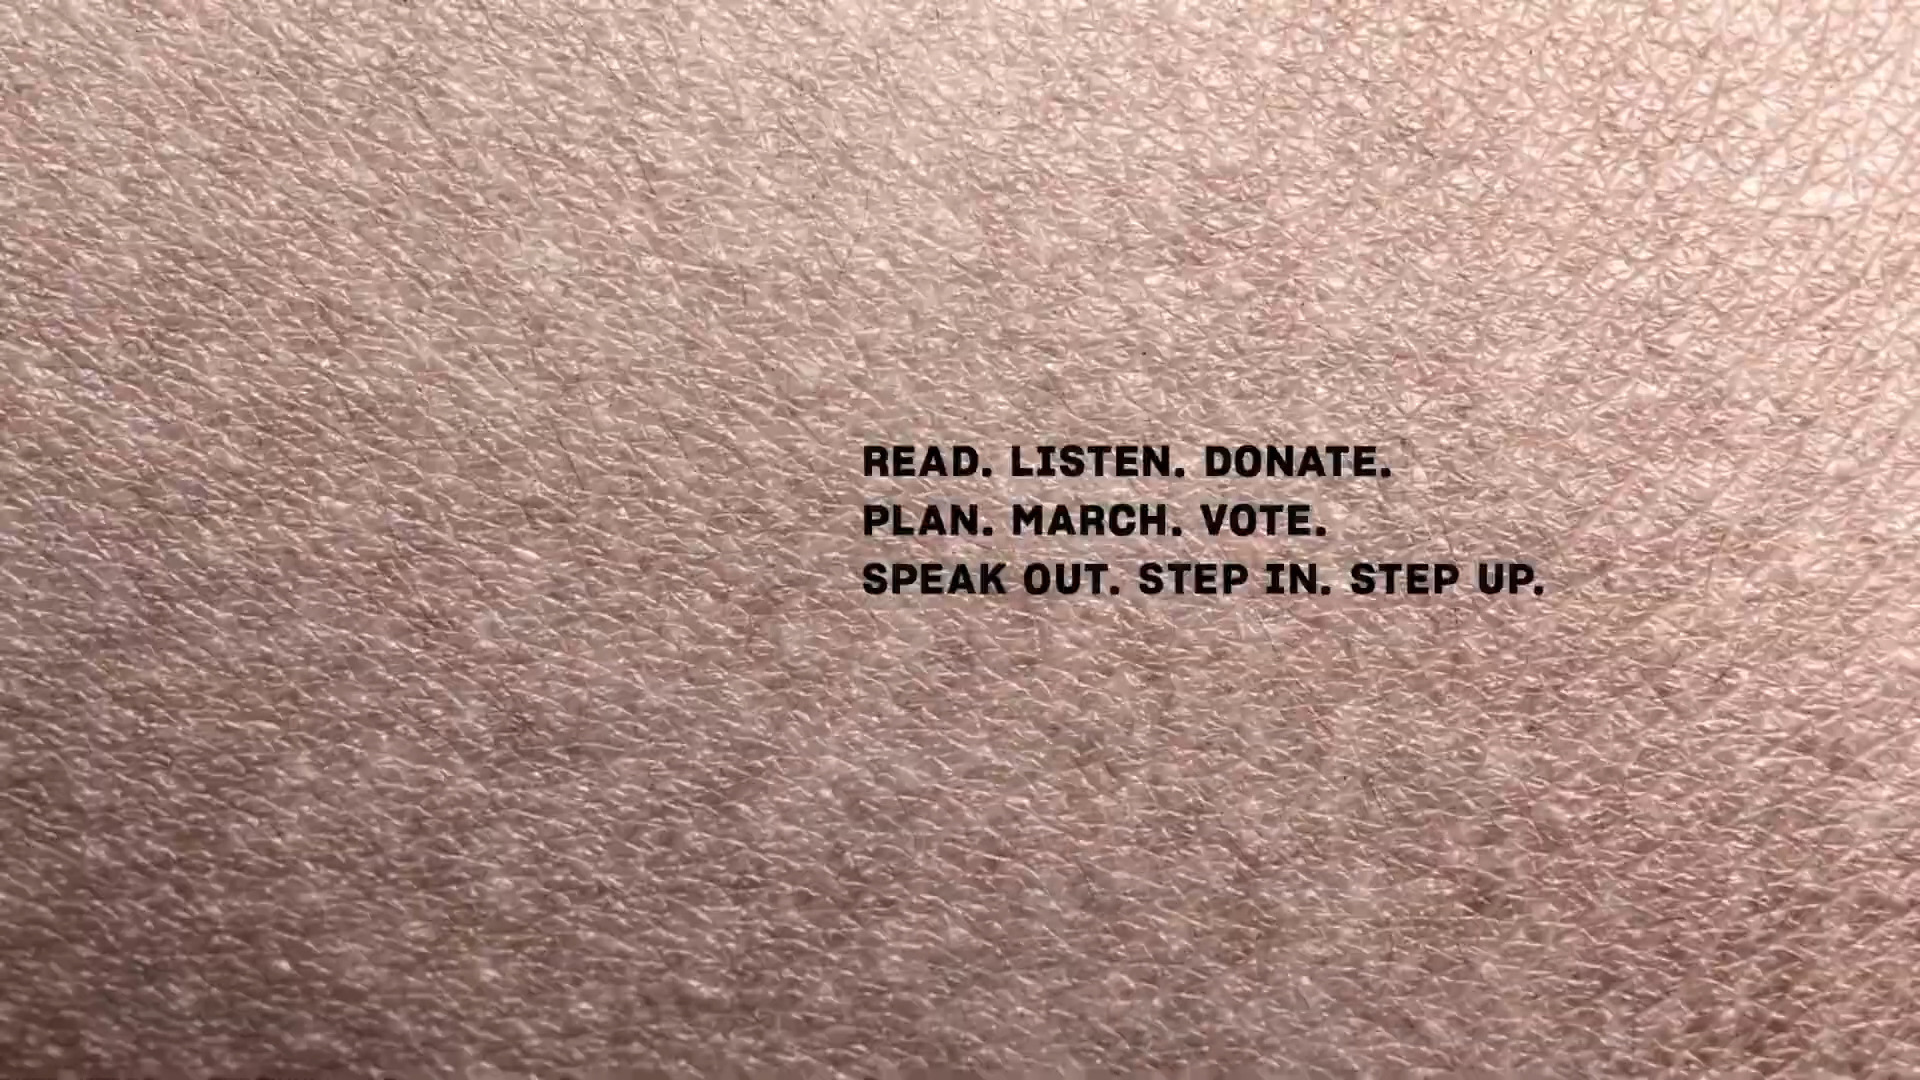 READ. LISTEN. DONATE.
PLAN. MARCH. VOTE.
SPEAK OUT. STEP IN. STEP UP.